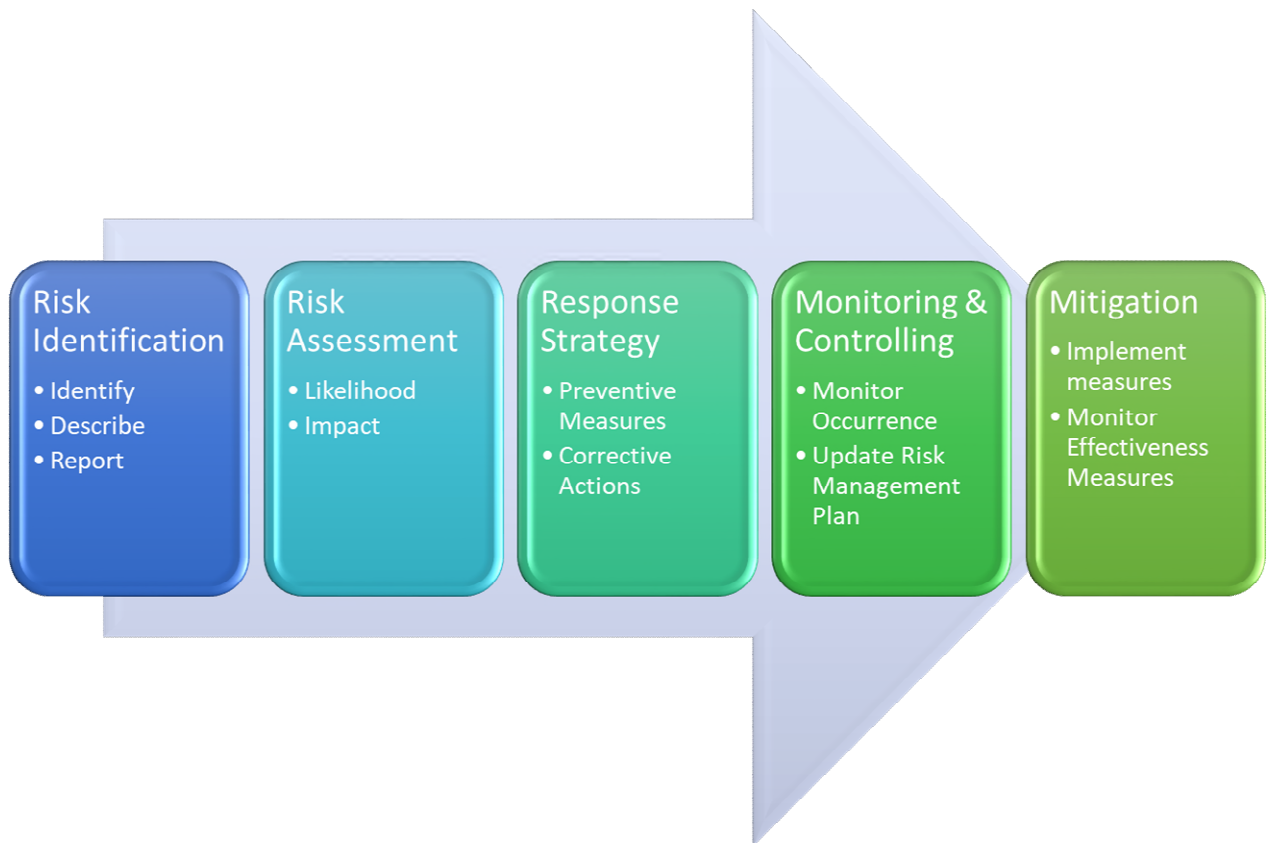 Risk
Identification
• Identify
• Describe
• Report
Risk
Assessment
• Likelihood
• Impact
Response
Strategy
• Preventive
Measures
• Corrective
Actions
Monitoring &
Controlling
• Monitor
Occurrence
• Update Risk
Management
Plan
Mitigation
• Implement
measures
• Monitor
Effectiveness
Measures